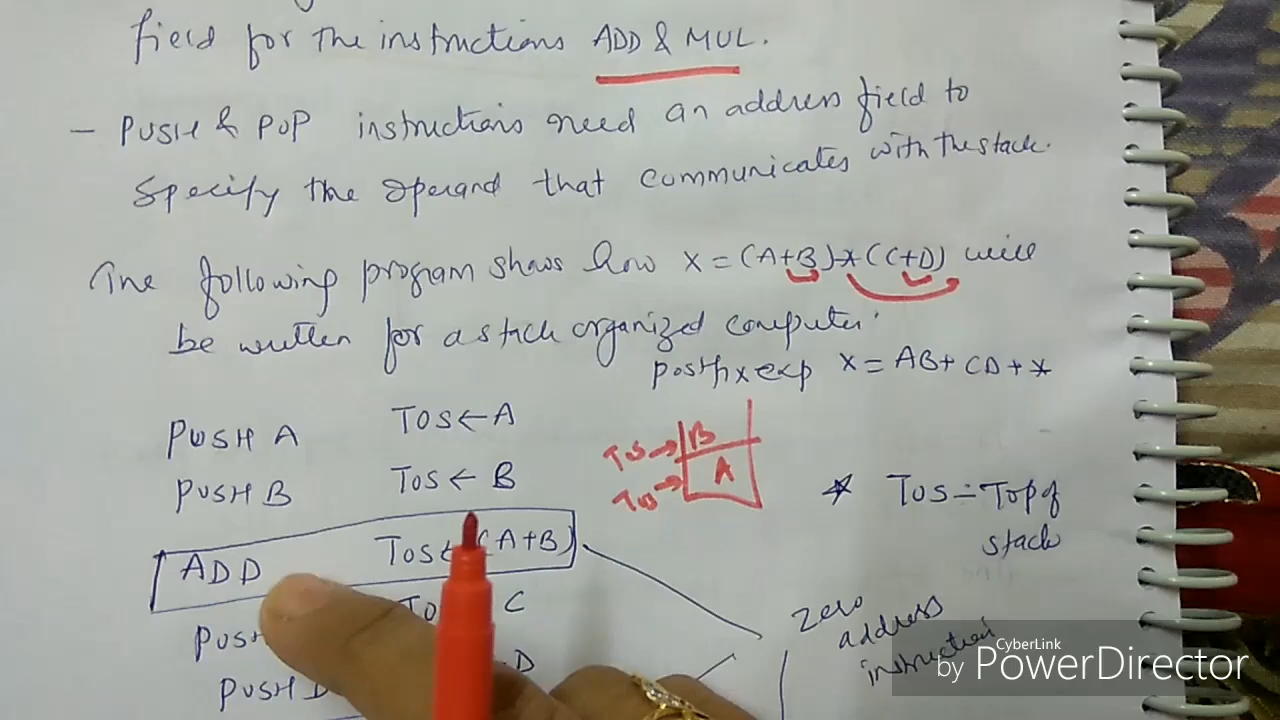 field for the instructions ADD & MUL.
- PUSH & POP instructions need an address field to
specify the operand that communicates with the stack.
The following program shows how X = (A+B)*(C+D) will
be written for a stack organized computer.
postfix exp X = AB+ CD+*
PUSH A TOS←A
PUSH B TOS←B
TOS→ B
TOS→ A
* TOS = Top of
stack
ADD TOS← (A+B)
PUSH C
PUSH D D
zero
address
instruction
CyberLink
by PowerDirector